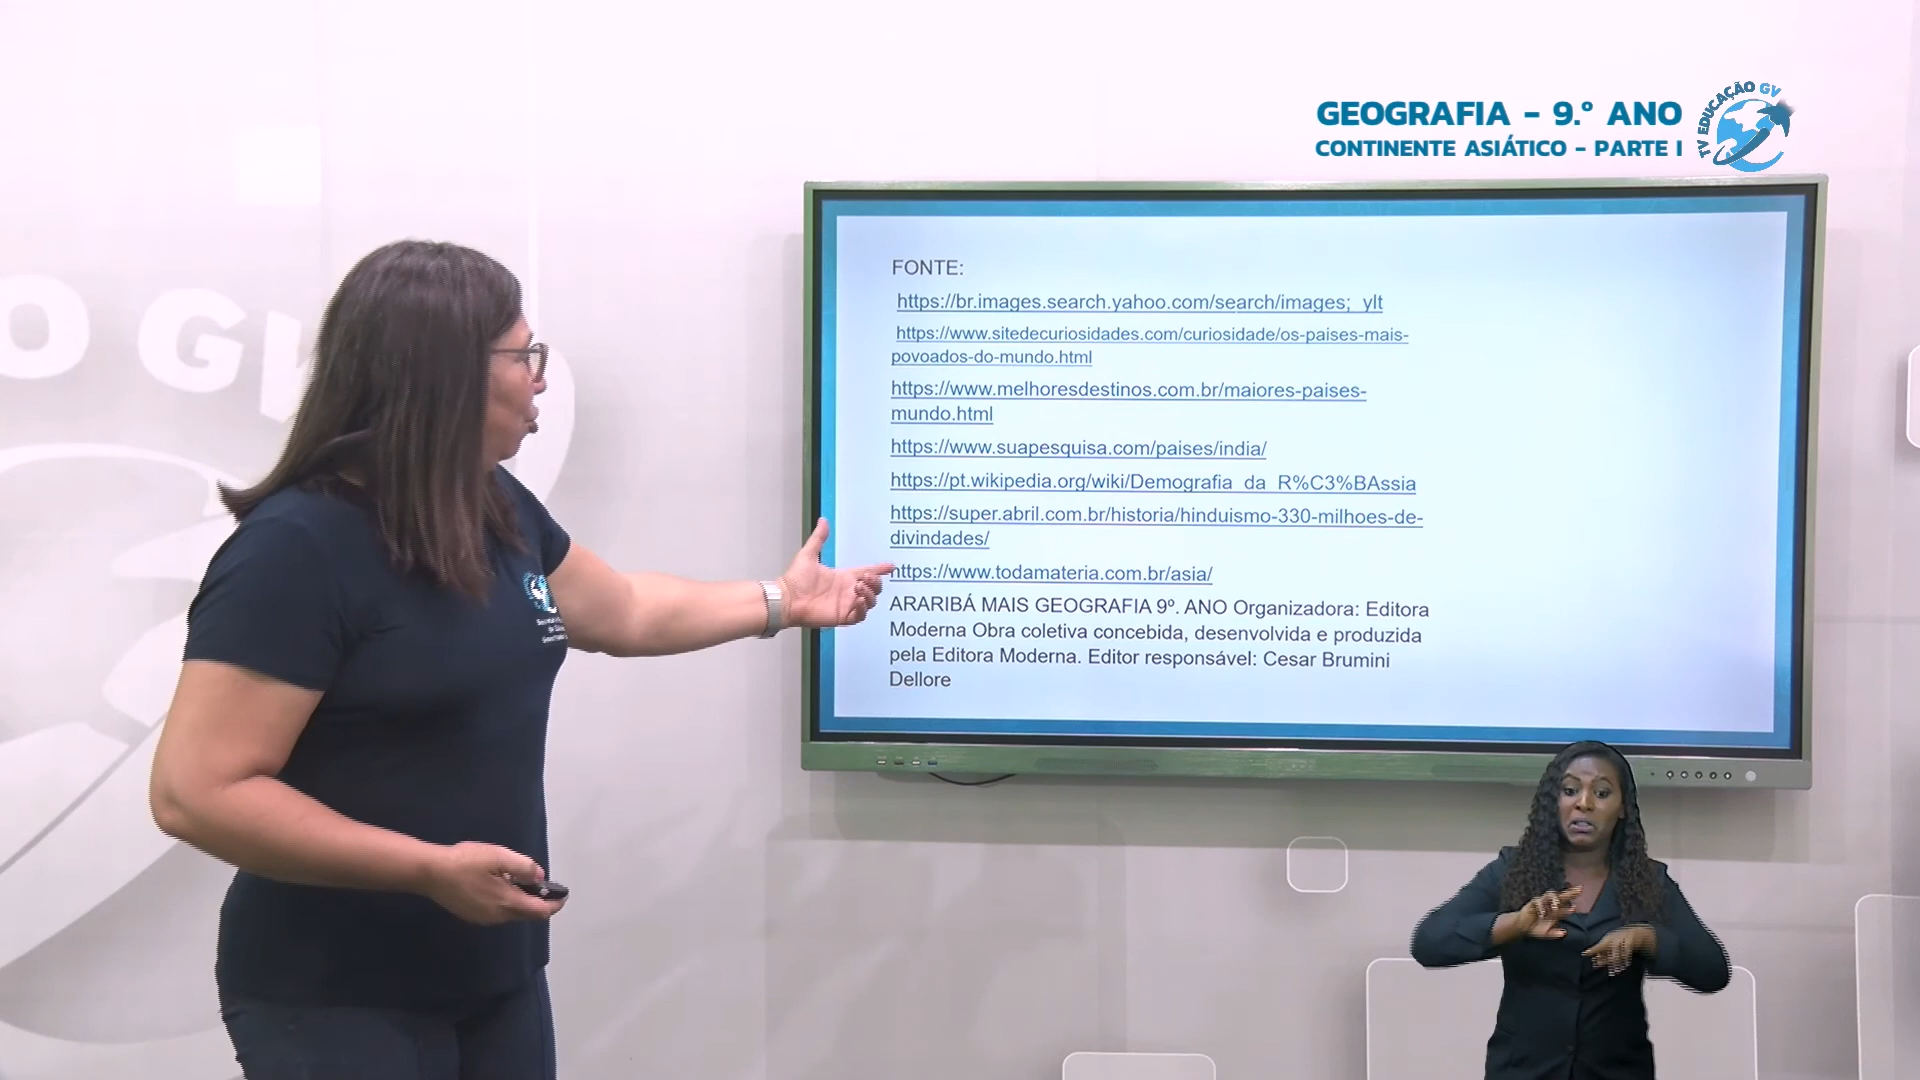 GEOGRAFIA - 9.º ANO
CONTINENTE ASIÁTICO - PARTE I
TV EDUCAÇÃO GV
O GV
FONTE:
https://br.images.search.yahoo.com/search/images;_ylt
https://www.sitedecuriosidades.com/curiosidade/os-paises-mais-
povoados-do-mundo.html
https://www.melhoresdestinos.com.br/maiores-paises-
mundo.html
https://www.suapesquisa.com/paises/india/
https://pt.wikipedia.org/wiki/Demografia_da_R%C3%BAssia
https://super.abril.com.br/historia/hinduismo-330-milhoes-de-
divindades/
https://www.todamateria.com.br/asia/
ARARIBÁ MAIS GEOGRAFIA 9º. ANO Organizadora: Editora
Moderna Obra coletiva concebida, desenvolvida e produzida
pela Editora Moderna. Editor responsável: Cesar Brumini
Dellore